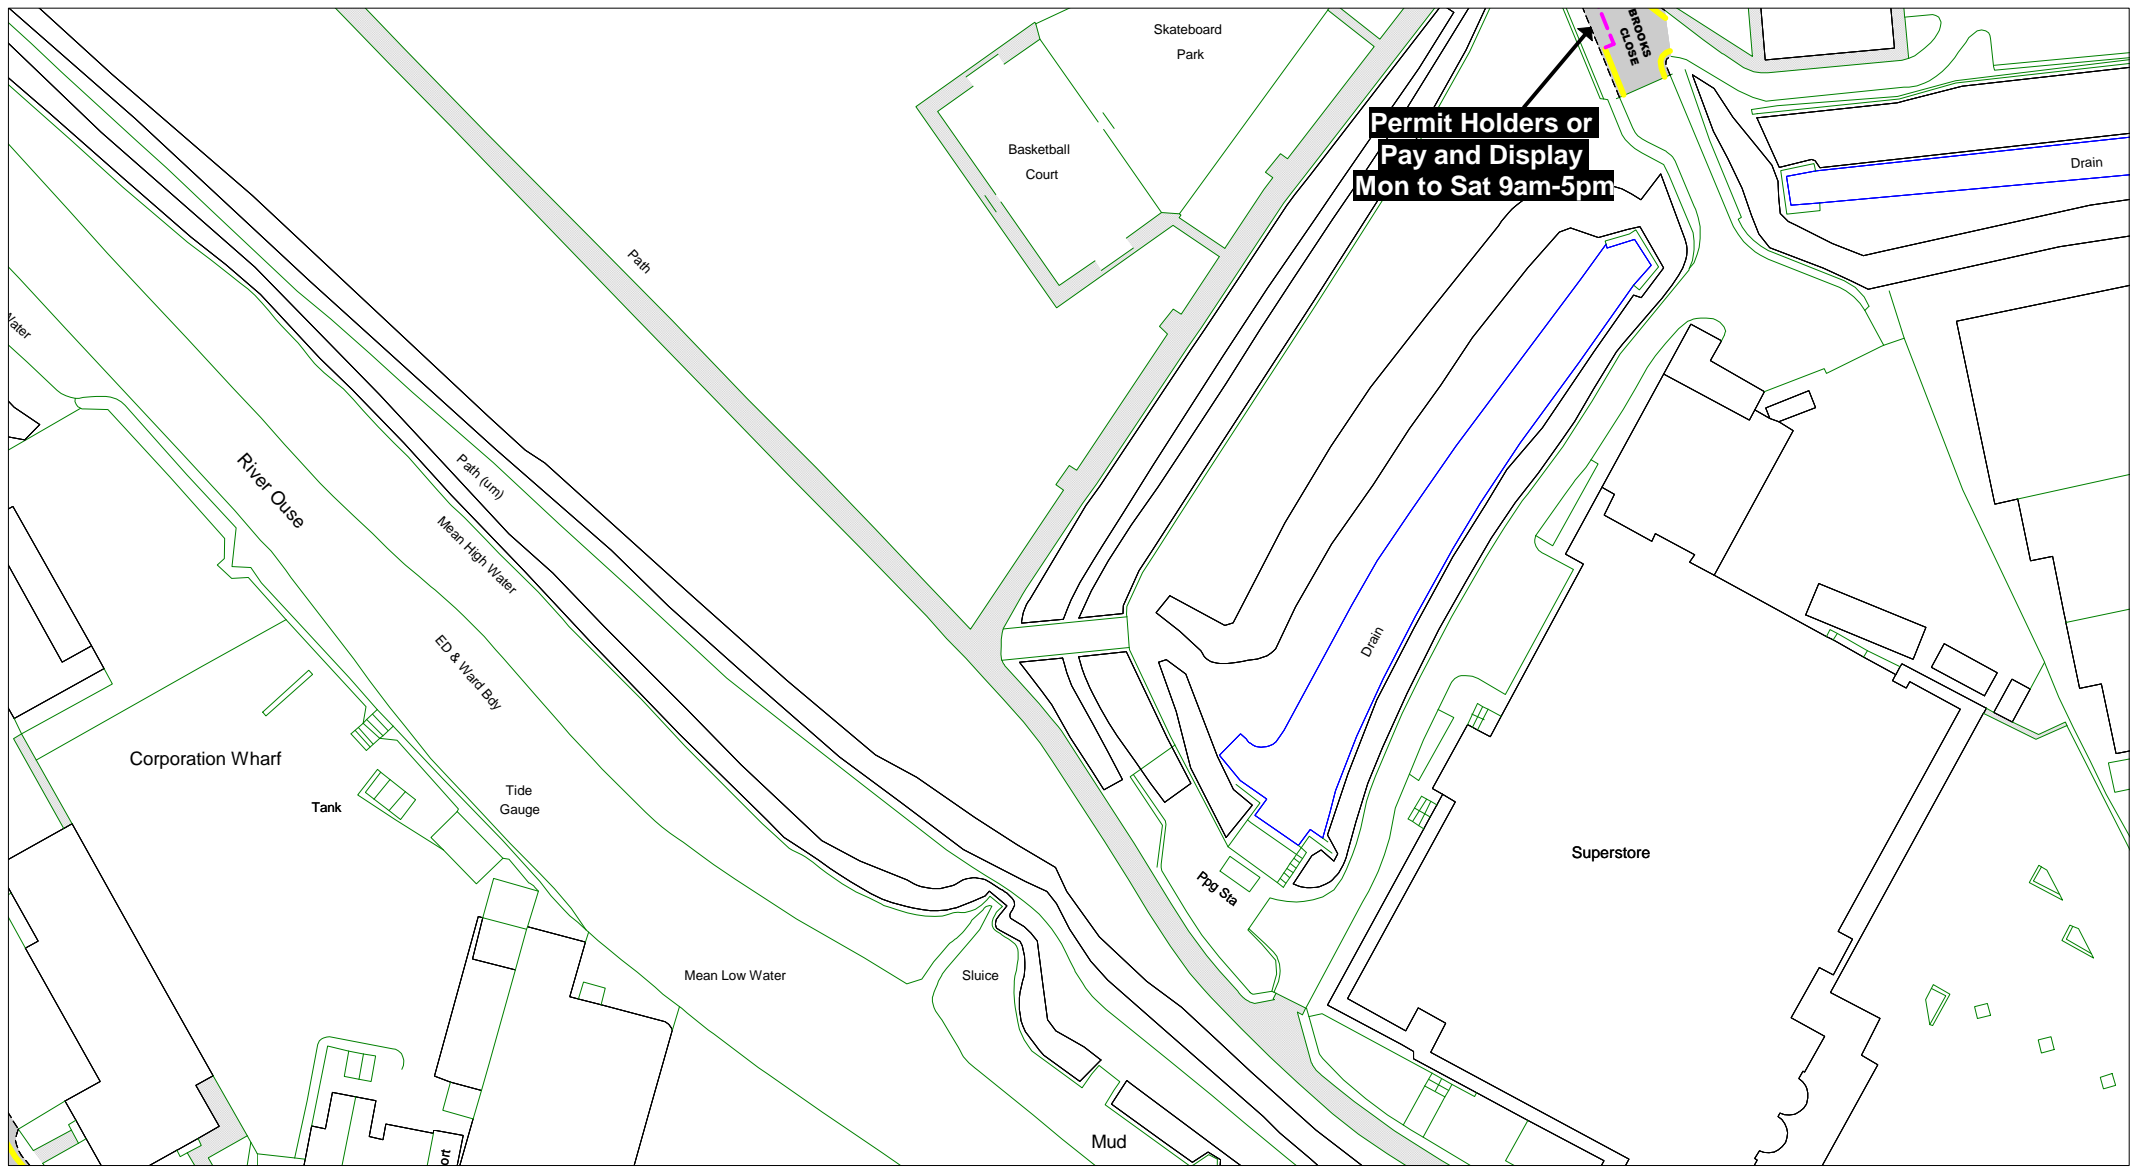 Skateboard
Park
BROOKS
CLOSE
Permit Holders or
Pay and Display
Mon to Sat 9am-5pm
Basketball
Court
Drain
Path
Water
River Ouse
Path (um)
Mean High Water
ED & Ward Bdy
Drain
Corporation Wharf
Tank
Tide
Gauge
Superstore
Ppg Sta
Mean Low Water
Sluice
Mud
ort